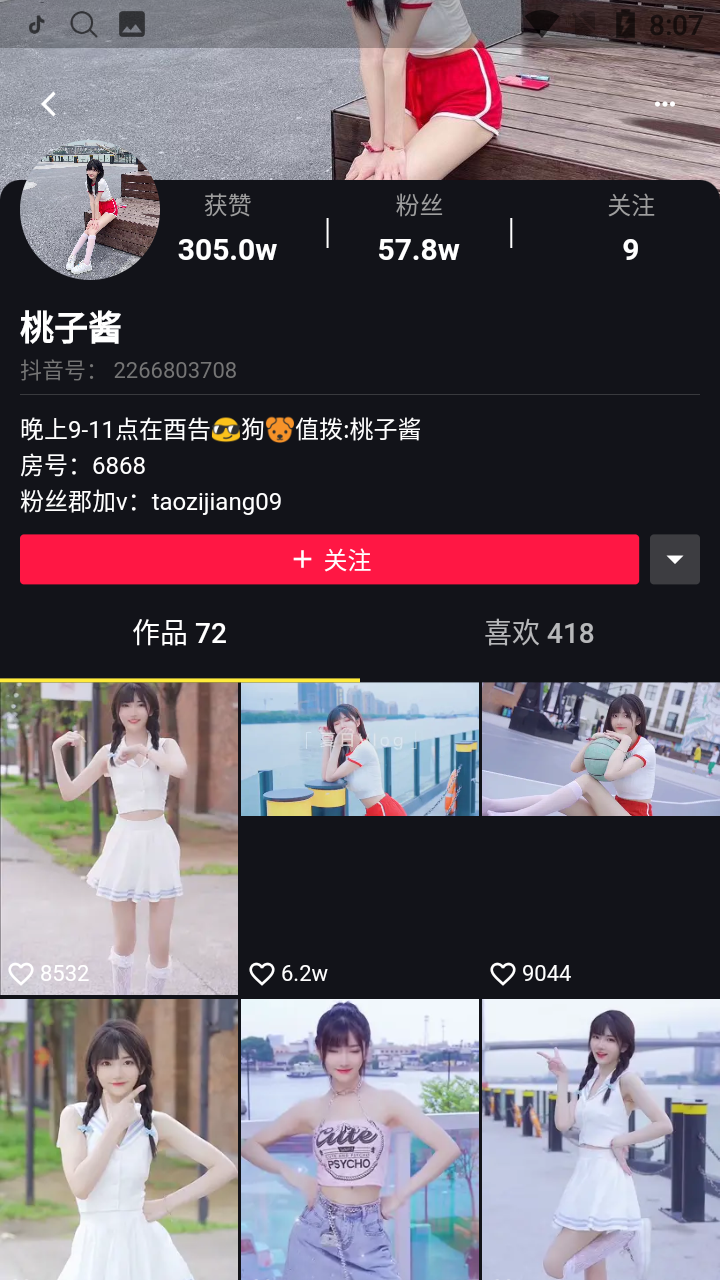 8:07
获赞
粉丝
关注
305.0w
57.8w
9
桃子酱
抖音号： 2266803708
晚上9-11点在酉告😎狗🐶值拨:桃子酱
房号：6868
粉丝郡加v：taozijiang09
+ 关注
作品 72
喜欢 418
「夏日vlog」
8532
6.2w
9044
Cute
PSYCHO